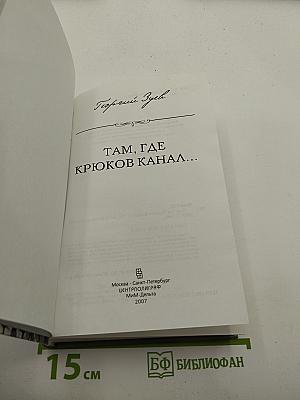 Георгий Зуев
ТАМ, ГДЕ
КРЮКОВ КАНАЛ...
Москва - Санкт-Петербург
ЦЕНТРПОЛИГРАФ
МиМ-Дельта
2007
15 см
БФ БИБЛИОФАН